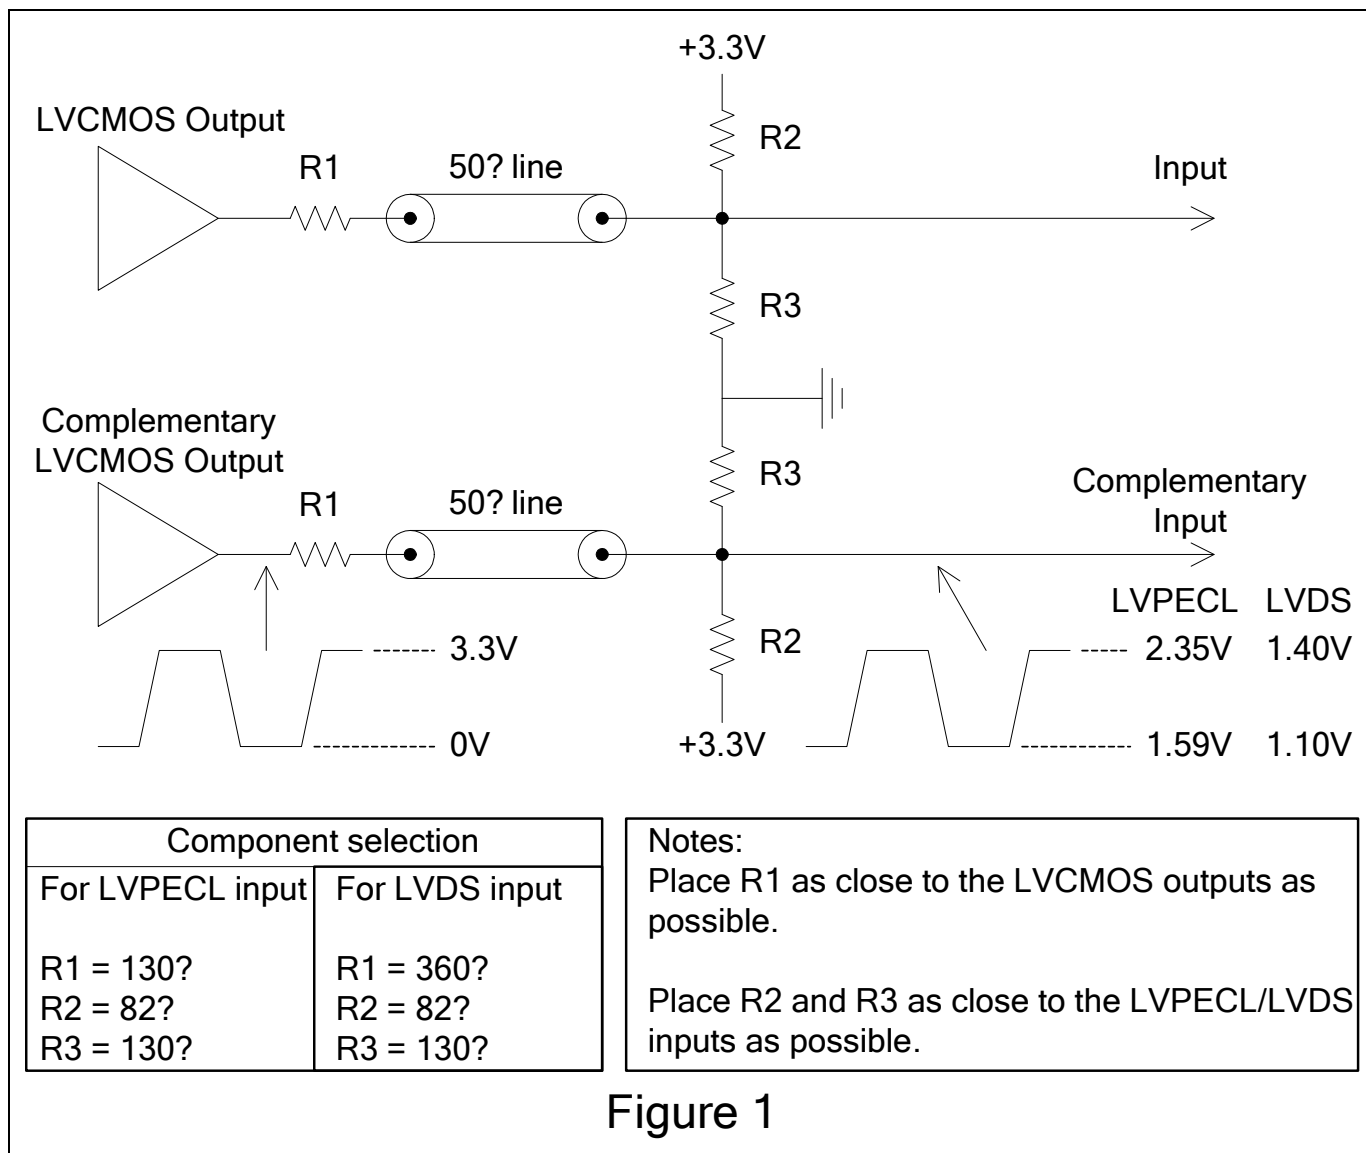 +3.3V
LVCMOS Output
R2
R1
50? line
Input
R3
Complementary
LVCMOS Output
R3
R1
50? line
Complementary
Input
LVPECL LVDS
R2
3.3V
2.35V 1.40V
0V
+3.3V
1.59V 1.10V
Component selection
For LVPECL input
R1 = 130?
R2 = 82?
R3 = 130?
For LVDS input
R1 = 360?
R2 = 82?
R3 = 130?
Notes:
Place R1 as close to the LVCMOS outputs as
possible.
Place R2 and R3 as close to the LVPECL/LVDS
inputs as possible.
Figure 1